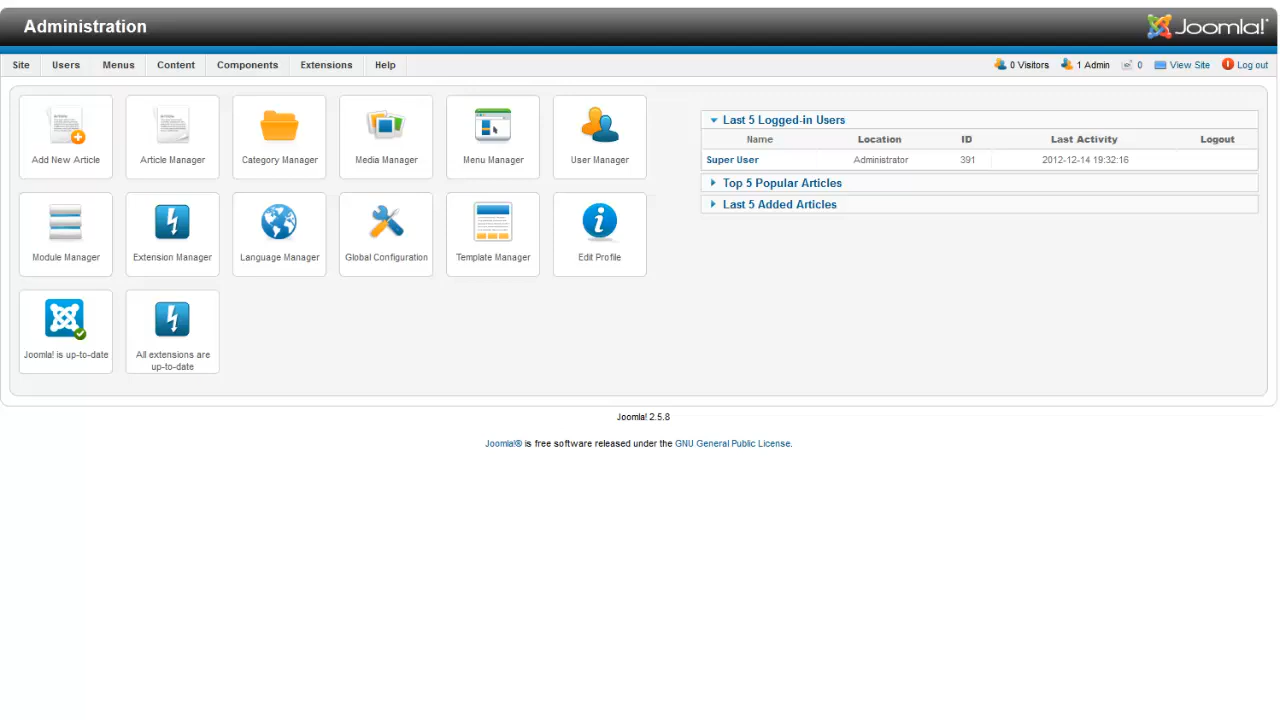 Administration
Joomla!
Site Users Menus Content Components Extensions Help
0 Visitors 1 Admin 0 View Site Log out
Add New Article Article Manager Category Manager Media Manager Menu Manager User Manager
Module Manager Extension Manager Language Manager Global Configuration Template Manager Edit Profile
Joomla! is up-to-date All extensions are
up-to-date
Last 5 Logged-in Users
Name Location ID Last Activity Logout
Super User Administrator 391 2012-12-14 19:32:16
Top 5 Popular Articles
Last 5 Added Articles
Joomla! 2.5.8
Joomla!® is free software released under the GNU General Public License.